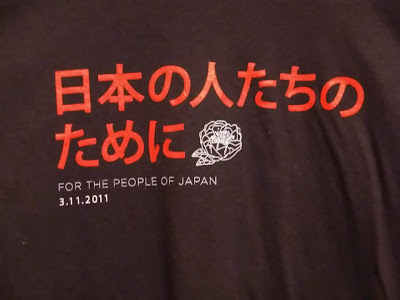 日本の人たちの
ために
FOR THE PEOPLE OF JAPAN
3.11.2011